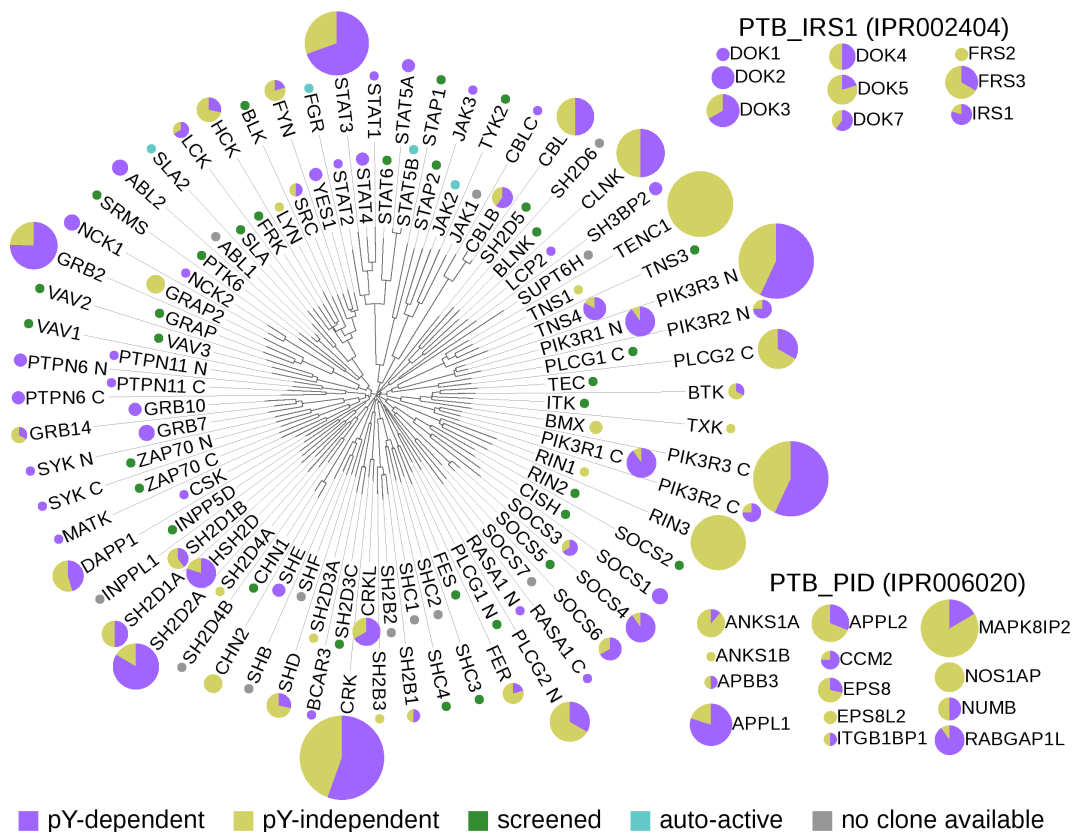 PTB_IRS1 (IPR002404)
DOK1
DOK2
DOK3
DOK4
DOK5
DOK7
FRS2
FRS3
IRS1
STAT3
STAT1
STAT5A
STAP1
JAK3
TYK2
CBLC
CBL
SH2D6
CLNK
SH3BP2
TENC1
TNS3
PIK3R3 N
PIK3R2 N
PLCG2 C
BTK
TXK
PIK3R3 C
PIK3R2 C
RIN3
SOCS2
SOCS1
SOCS4
SOCS6
RASA1 C
PLCG2 N
FER
SHC3
SHC4
SH2B1
SH2B3
CRK
BCAR3
SHD
SHB
CHN2
SH2D4B
SH2D2A
SH2D1A
INPPL1
DAPP1
MATK
SYK C
SYK N
GRB14
PTPN6 C
PTPN6 N
VAV1
VAV2
GRB2
NCK1
SRMS
ABL2
SLA2
LCK
HCK
BLK
FYN
FGR
STAT2
STAT4
STAT6
STAT5B
STAP2
JAK2
JAK1
CBLB
SH2D5
BLNK
LCP2
SUPT6H
TNS1
TNS4
PIK3R1 N
PLCG1 C
TEC
ITK
BMX
PIK3R1 C
RIN1
RIN2
CISH
SOCS3
SOCS5
SOCS7
RASA1 N
PLCG1 N
FES
SHC2
SHC1
SH2B2
CRKL
SH2D3C
SH2D3A
SHF
SHE
CHN1
SH2D4A
HSH2D
SH2D1B
INPP5D
CSK
ZAP70 C
ZAP70 N
GRB7
GRB10
PTPN11 C
PTPN11 N
VAV3
GRAP
GRAP2
NCK2
PTK6
ABL1
SLA
FRK
LYN
SRC
YES1
PTB_PID (IPR006020)
ANKS1A
ANKS1B
APBB3
APPL1
APPL2
CCM2
EPS8
EPS8L2
ITGB1BP1
MAPK8IP2
NOS1AP
NUMB
RABGAP1L
pY-dependent
pY-independent
screened
auto-active
no clone available